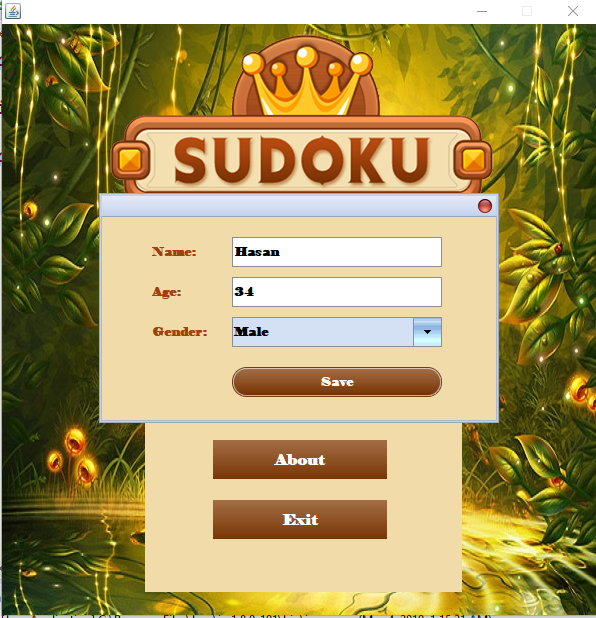 SUDOKU
Name: Hasan
Age: 34
Gender: Male
Save
About
Exit